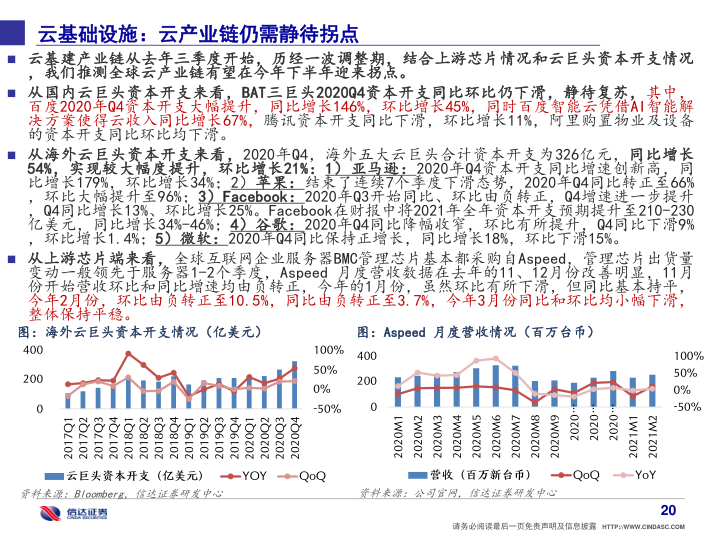 云基础设施：云产业链仍需静待拐点
云基建产业链从去年三季度开始，历经一波调整期，结合上游芯片情况和云巨头资本开支情况
，我们推测全球云产业链有望在今年下半年迎来拐点。
从国内云巨头资本开支来看，BAT三巨头2020Q4资本开支同比环比仍下滑，静待复苏，其中，
百度2020年Q4资本开支大幅提升，同比增长146%，环比增长45%，同时百度智能云凭借AI智能解
决方案使得云收入同比增长67%，腾讯资本开支同比下滑，环比增长11%，阿里购置物业及设备
的资本开支同比环比均下滑。
从海外云巨头资本开支来看，2020年Q4，海外五大云巨头合计资本开支为326亿元，同比增长
54%，实现较大幅度提升，环比增长21%：1）亚马逊：2020年Q4资本开支同比增速创新高，同
比增长179%，环比增长34%；2）苹果：结束了连续7个季度下滑态势，2020年Q4同比转正至66%
，环比大幅提升至96%；3）Facebook：2020年Q3开始同比、环比由负转正，Q4增速进一步提升
，Q4同比增长13%、环比增长25%。Facebook在财报中将2021年全年资本开支预期提升至210-230
亿美元，同比增长34%-46%；4）谷歌：2020年Q4同比降幅收窄，环比有所提升，Q4同比下滑9%
，环比增长1.4%；5）微软：2020年Q4同比保持正增长，同比增长18%，环比下滑15%。
从上游芯片端来看，全球互联网企业服务器BMC管理芯片基本都采购自Aspeed，管理芯片出货量
变动一般领先于服务器1-2个季度，Aspeed 月度营收数据在去年的11、12月份改善明显，11月
份开始营收环比和同比增速均由负转正，今年的1月份，虽然环比有所下滑，但同比基本持平，
今年2月份，环比由负转正至10.5%，同比由负转正至3.7%，今年3月份同比和环比均小幅下滑，
整体保持平稳。
图：海外云巨头资本开支情况（亿美元）
400
200
0
100%
50%
0%
-50%
2017Q1
2017Q2
2017Q3
2017Q4
2018Q1
2018Q2
2018Q3
2018Q4
2019Q1
2019Q2
2019Q3
2019Q4
2020Q1
2020Q2
2020Q3
2020Q4
云巨头资本开支（亿美元）
YOY
QoQ
资料来源：Bloomberg，信达证券研发中心
图：Aspeed 月度营收情况（百万台币）
400
200
0
100%
50%
0%
-50%
2020M1
2020M2
2020M3
2020M4
2020M5
2020M6
2020M7
2020M8
2020M9
2020…
2020…
2020…
2021M1
2021M2
营收（百万新台币）
QoQ
YoY
资料来源：公司官网，信达证券研发中心
信达证券
CINDA SECURITIES
20
请务必阅读最后一页免责声明及信息披露 HTTP://WWW.CINDASC.COM